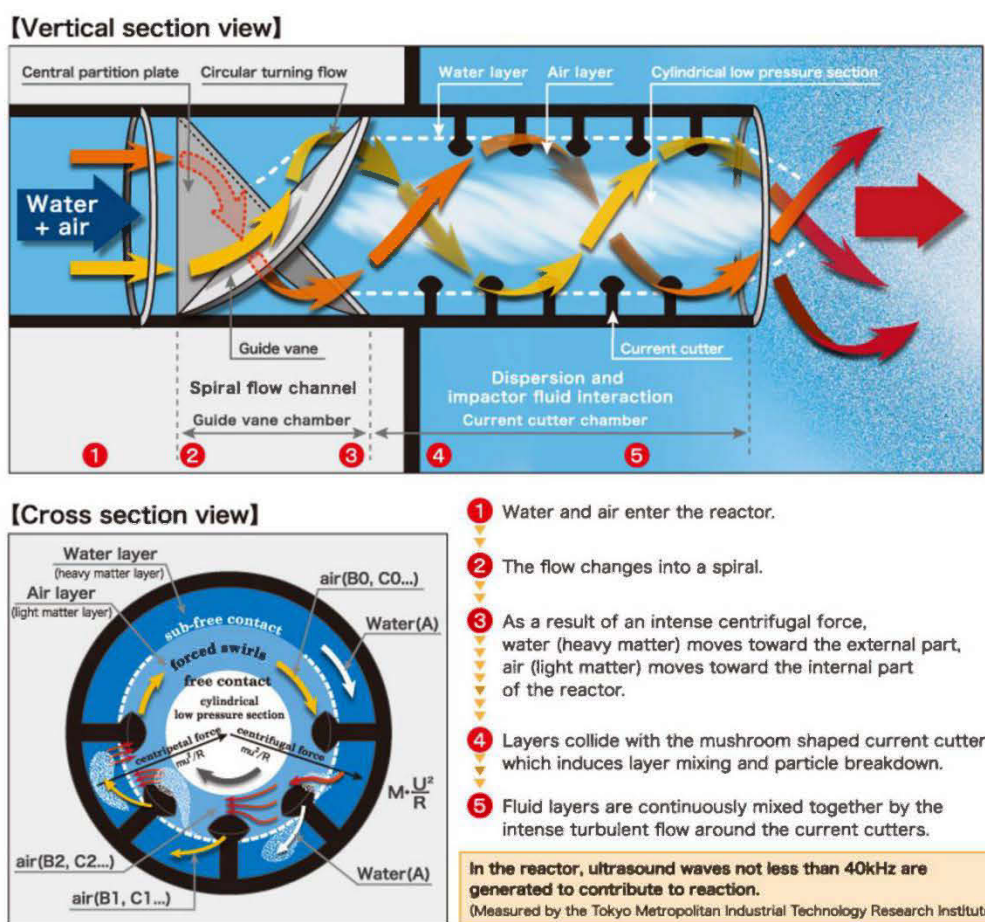 【Vertical section view】
Central partition plate
Circular turning flow
Water layer
Air layer
Cylindrical low pressure section
Water
+ air
Guide vane
Current cutter
Spiral flow channel
Dispersion and
impactor fluid interaction
Guide vane chamber
Current cutter chamber
1
2
3
4
5
【Cross section view】
Water layer
(heavy matter layer)
Air layer
(light matter layer)
air(B0, C0...)
Water(A)
sub-free contact
forced swirls
free contact
cylindrical
low pressure section
centripetal force
mu²/R
centrifugal force
mu²/R
M·U²/R
air(B2, C2...)
air(B1, C1...)
Water(A)
1 Water and air enter the reactor.
2 The flow changes into a spiral.
3 As a result of an intense centrifugal force,
water (heavy matter) moves toward the external part,
air (light matter) moves toward the internal part
of the reactor.
4 Layers collide with the mushroom shaped current cutter
which induces layer mixing and particle breakdown.
5 Fluid layers are continuously mixed together by the
intense turbulent flow around the current cutters.
In the reactor, ultrasound waves not less than 40kHz are
generated to contribute to reaction.
(Measured by the Tokyo Metropolitan Industrial Technology Research Institute